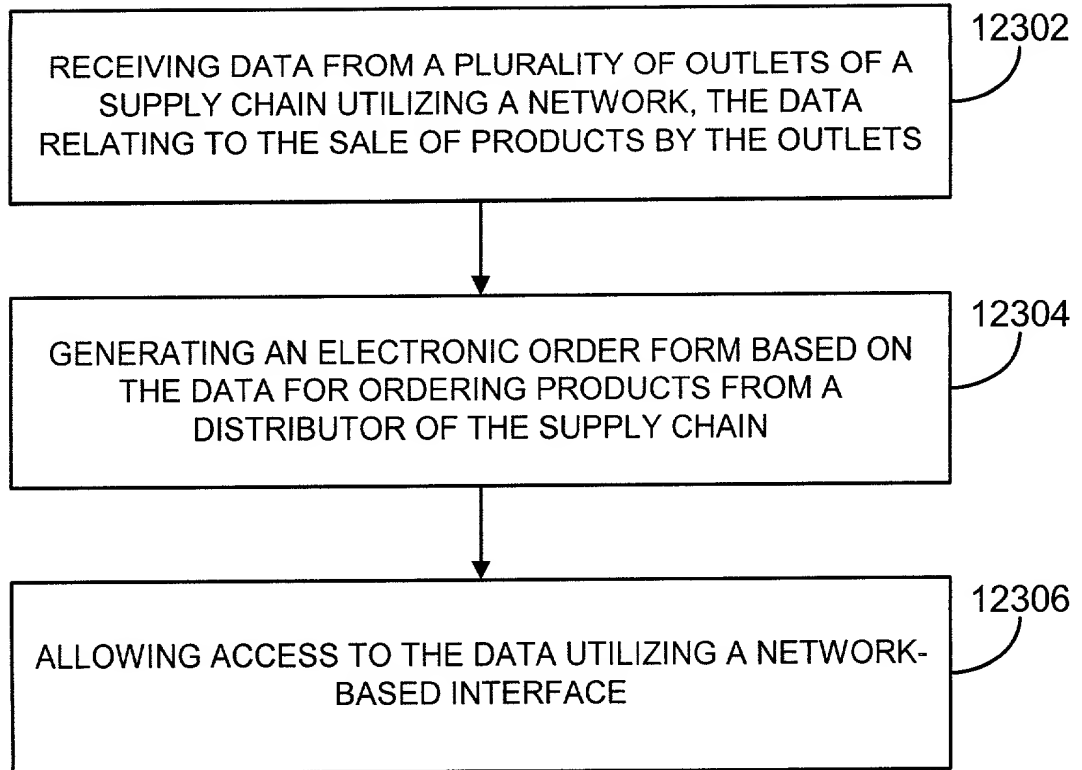 12302
RECEIVING DATA FROM A PLURALITY OF OUTLETS OF A
SUPPLY CHAIN UTILIZING A NETWORK, THE DATA
RELATING TO THE SALE OF PRODUCTS BY THE OUTLETS
12304
GENERATING AN ELECTRONIC ORDER FORM BASED ON
THE DATA FOR ORDERING PRODUCTS FROM A
DISTRIBUTOR OF THE SUPPLY CHAIN
12306
ALLOWING ACCESS TO THE DATA UTILIZING A NETWORK-
BASED INTERFACE